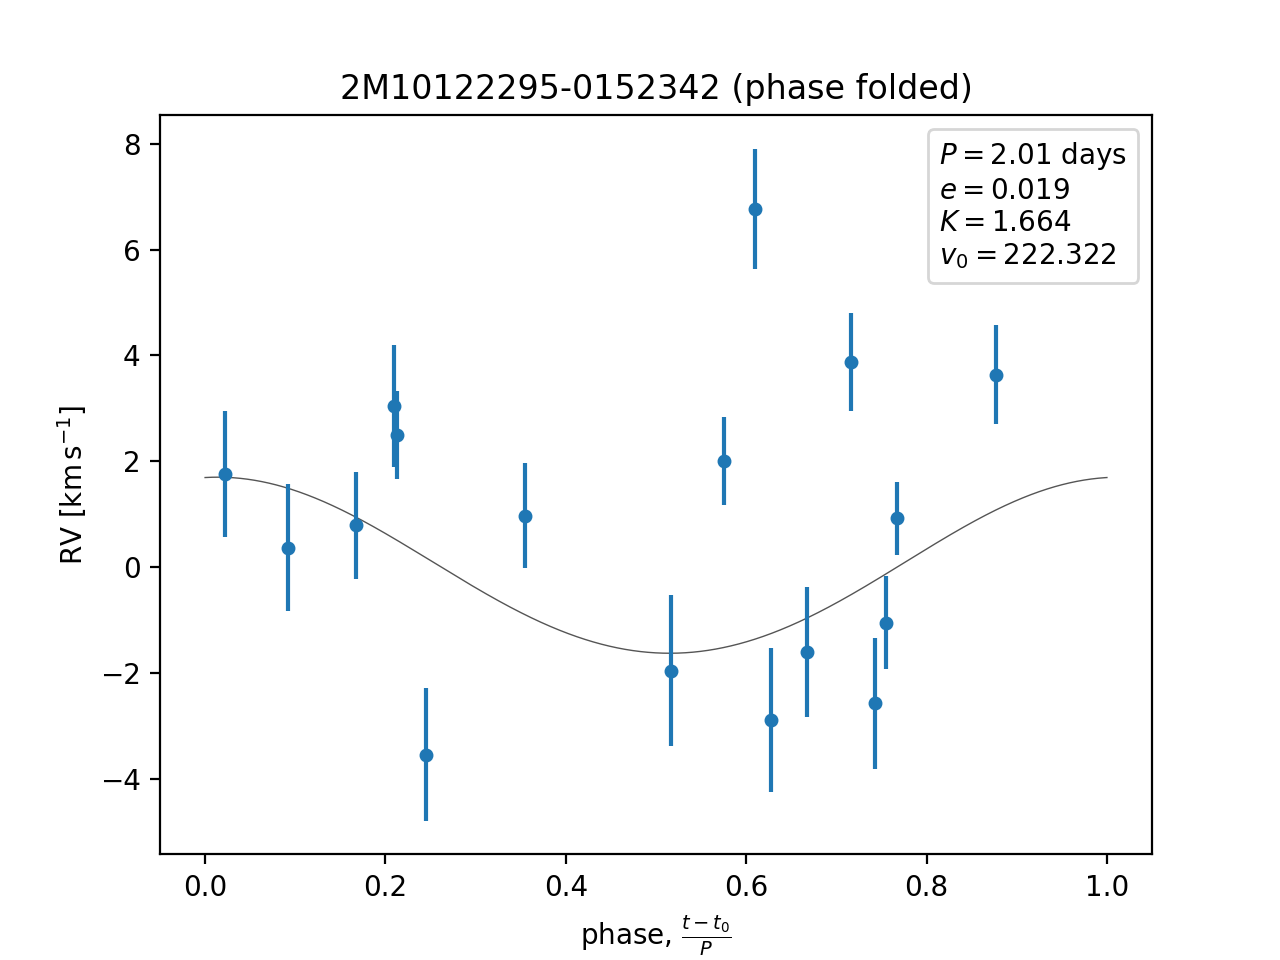 2M10122295-0152342 (phase folded)
P = 2.01 days
e = 0.019
K = 1.664
v₀ = 222.322
8
6
4
2
0
−2
−4
RV [km s⁻¹]
0.0 0.2 0.4 0.6 0.8 1.0
phase, (t − t₀)/P